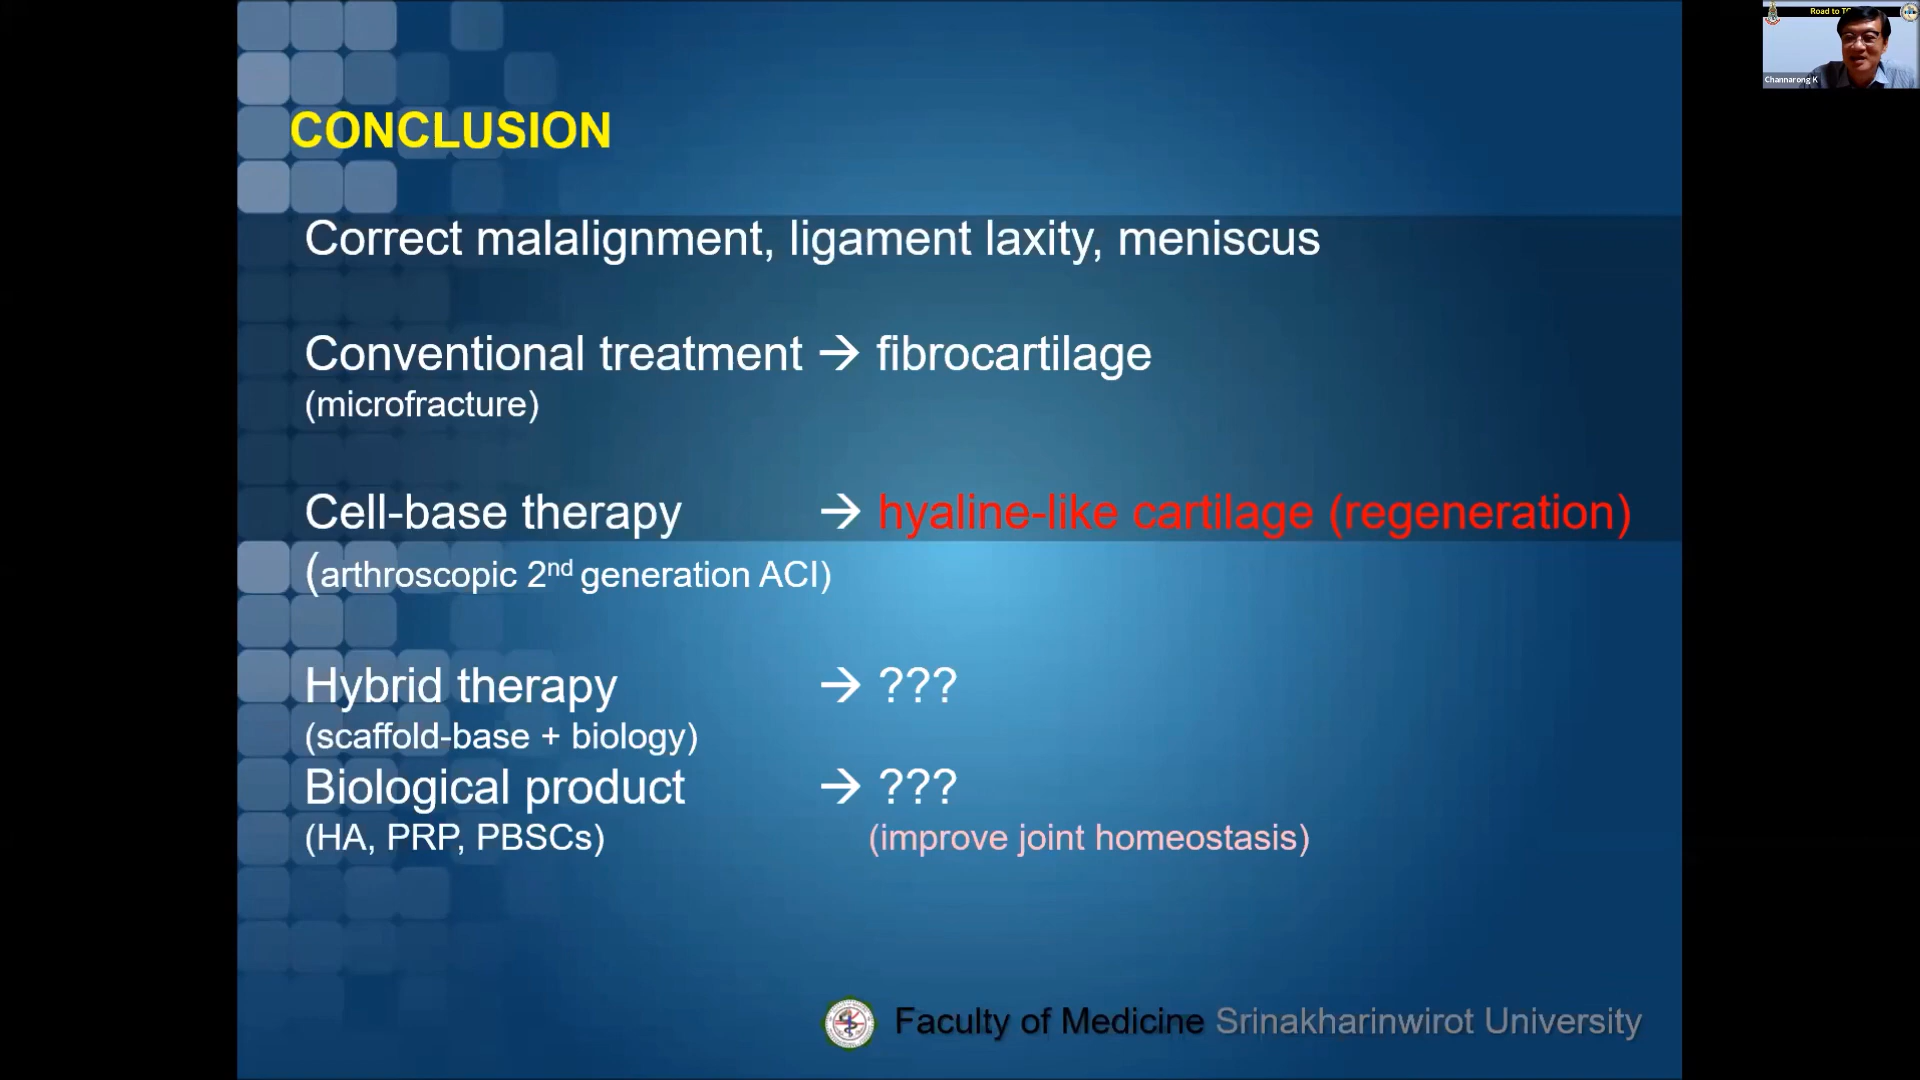 Road to
Channarong K
CONCLUSION
Correct malalignment, ligament laxity, meniscus
Conventional treatment → fibrocartilage
(microfracture)
Cell-base therapy → hyaline-like cartilage (regeneration)
(arthroscopic 2nd generation ACI)
Hybrid therapy → ???
(scaffold-base + biology)
Biological product → ???
(HA, PRP, PBSCs) (improve joint homeostasis)
Faculty of Medicine Srinakharinwirot University